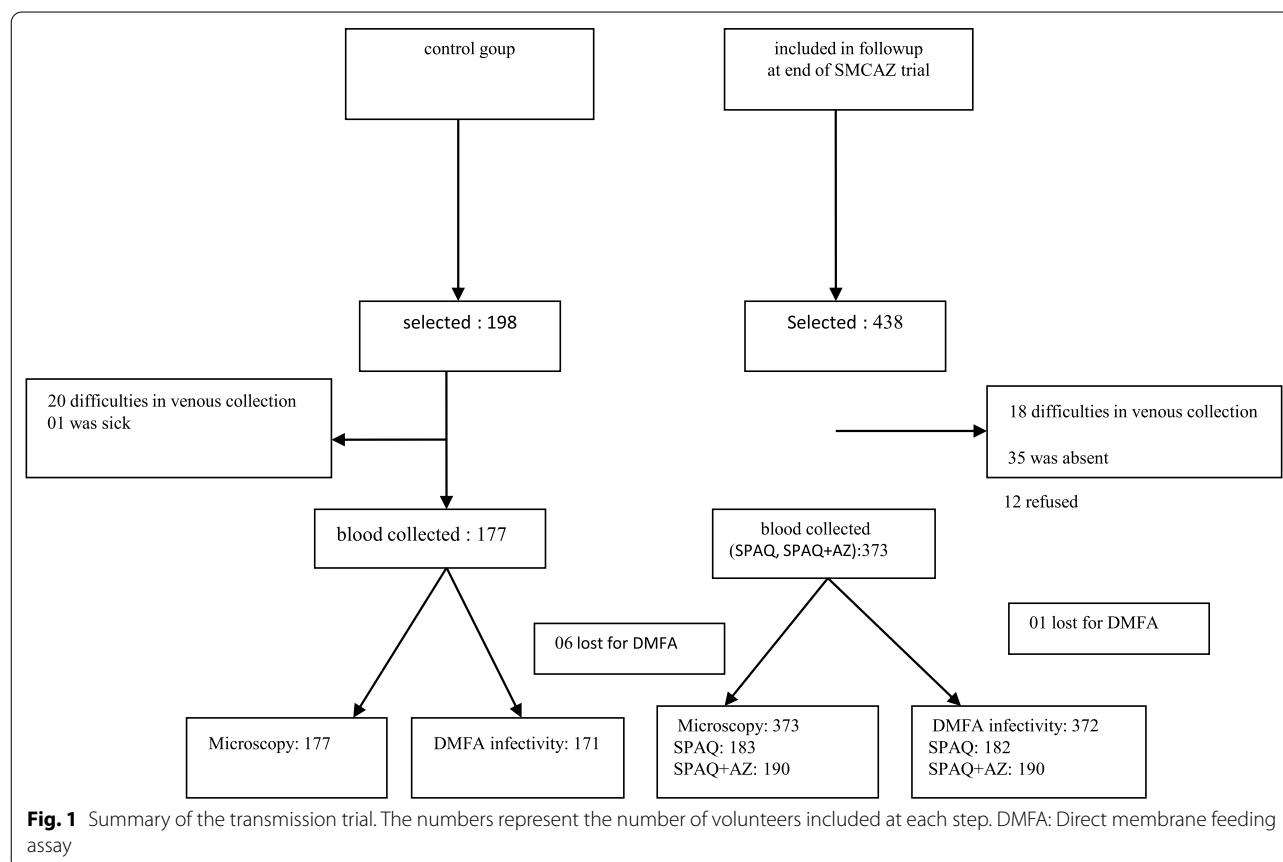 control goup
included in followup
at end of SMCAZ trial
selected : 198
Selected : 438
20 difficulties in venous collection
01 was sick
18 difficulties in venous collection
35 was absent
12 refused
blood collected : 177
blood collected
(SPAQ, SPAQ+AZ):373
06 lost for DMFA
01 lost for DMFA
Microscopy: 177
DMFA infectivity: 171
Microscopy: 373
SPAQ: 183
SPAQ+AZ: 190
DMFA infectivity: 372
SPAQ: 182
SPAQ+AZ: 190
Fig. 1 Summary of the transmission trial. The numbers represent the number of volunteers included at each step. DMFA: Direct membrane feeding
assay